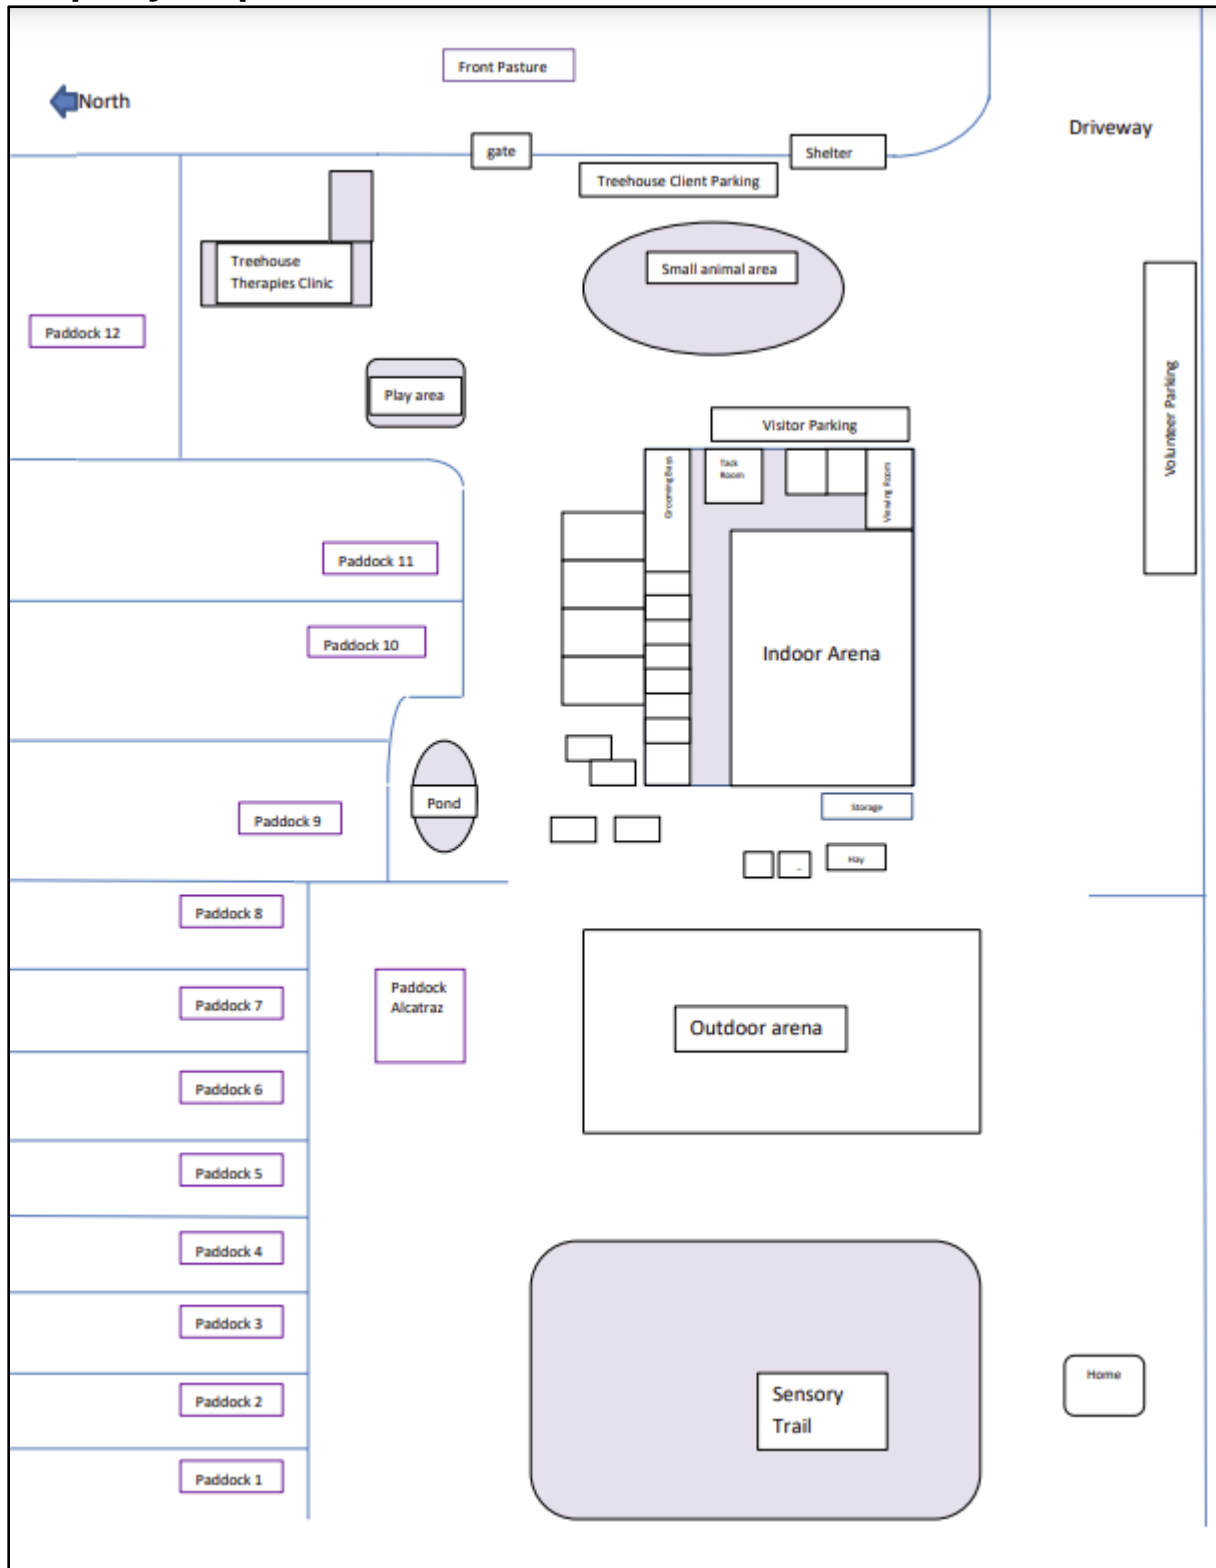 Front Pasture
North
Driveway
gate
Shelter
Treehouse Client Parking
Treehouse
Therapies Clinic
Small animal area
Paddock 12
Play area
Volunteer Parking
Visitor Parking
Grooming Bays
Tack
Room
Viewing Room
Paddock 11
Paddock 10
Indoor Arena
Pond
Paddock 9
Storage
Hay
Paddock 8
Paddock
Alcatraz
Paddock 7
Outdoor arena
Paddock 6
Paddock 5
Paddock 4
Paddock 3
Home
Paddock 2
Sensory
Trail
Paddock 1